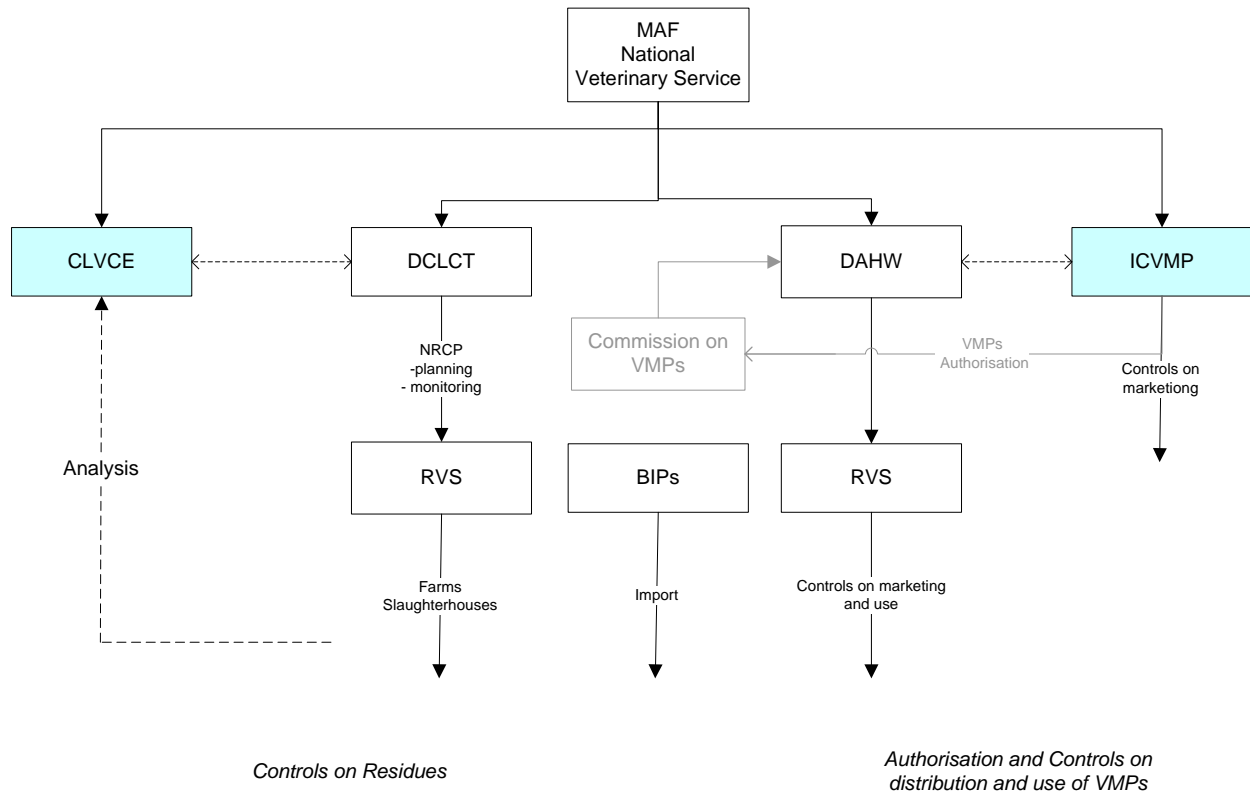 MAF
National
Veterinary Service
CLVCE
DCLCT
DAHW
ICVMP
Commission on
VMPs
VMPs
Authorisation
NRCP
-planning
- monitoring
Controls on
marketiong
Analysis
RVS
BIPs
RVS
Farms
Slaughterhouses
Import
Controls on marketing
and use
Controls on Residues
Authorisation and Controls on
distribution and use of VMPs